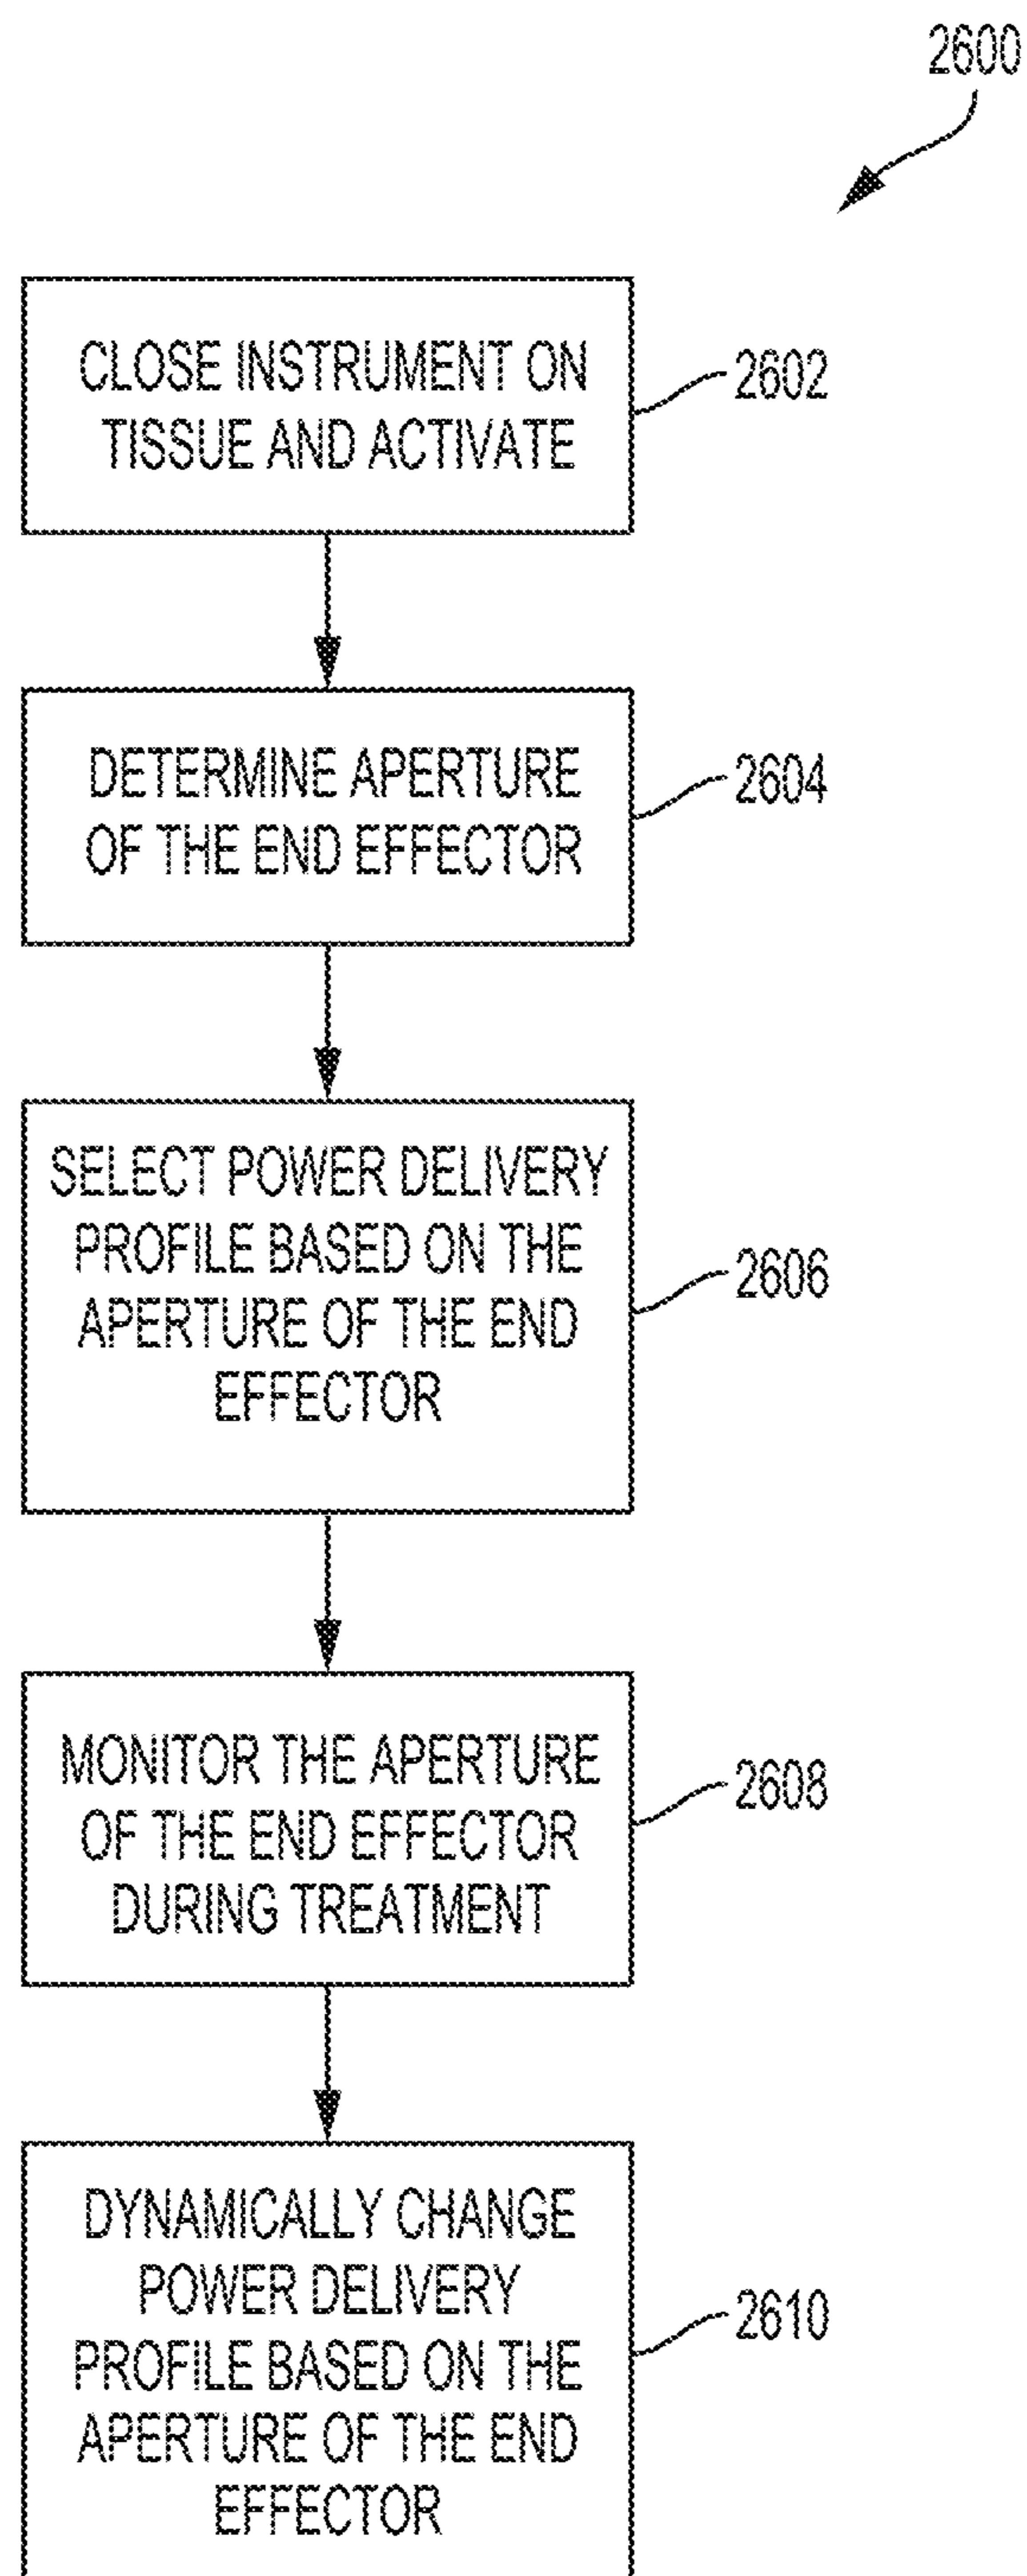 2600
CLOSE INSTRUMENT ON
TISSUE AND ACTIVATE
2602
DETERMINE APERTURE
OF THE END EFFECTOR
2604
SELECT POWER DELIVERY
PROFILE BASED ON THE
APERTURE OF THE END
EFFECTOR
2606
MONITOR THE APERTURE
OF THE END EFFECTOR
DURING TREATMENT
2608
DYNAMICALLY CHANGE
POWER DELIVERY
PROFILE BASED ON THE
APERTURE OF THE END
EFFECTOR
2610